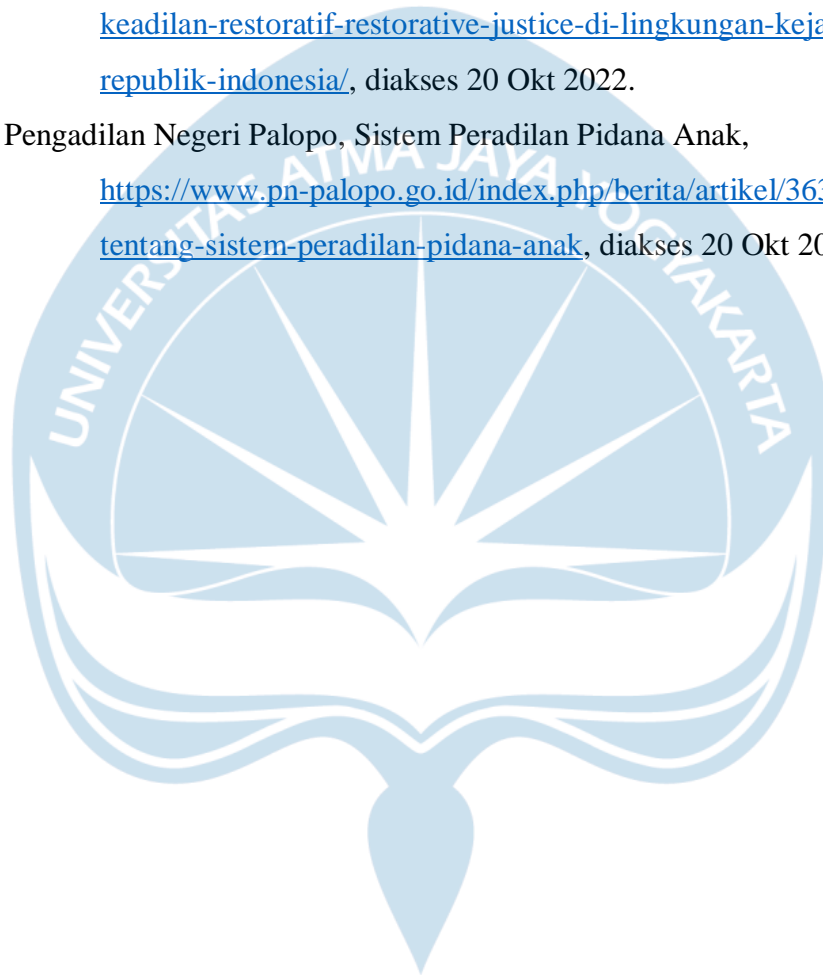 keadilan-restoratif-restorative-justice-di-lingkungan-keja
republik-indonesia/, diakses 20 Okt 2022.
Pengadilan Negeri Palopo, Sistem Peradilan Pidana Anak,
https://www.pn-palopo.go.id/index.php/berita/artikel/363
tentang-sistem-peradilan-pidana-anak, diakses 20 Okt 20
UNIVERSITAS ATMA JAYA YOGYAKARTA